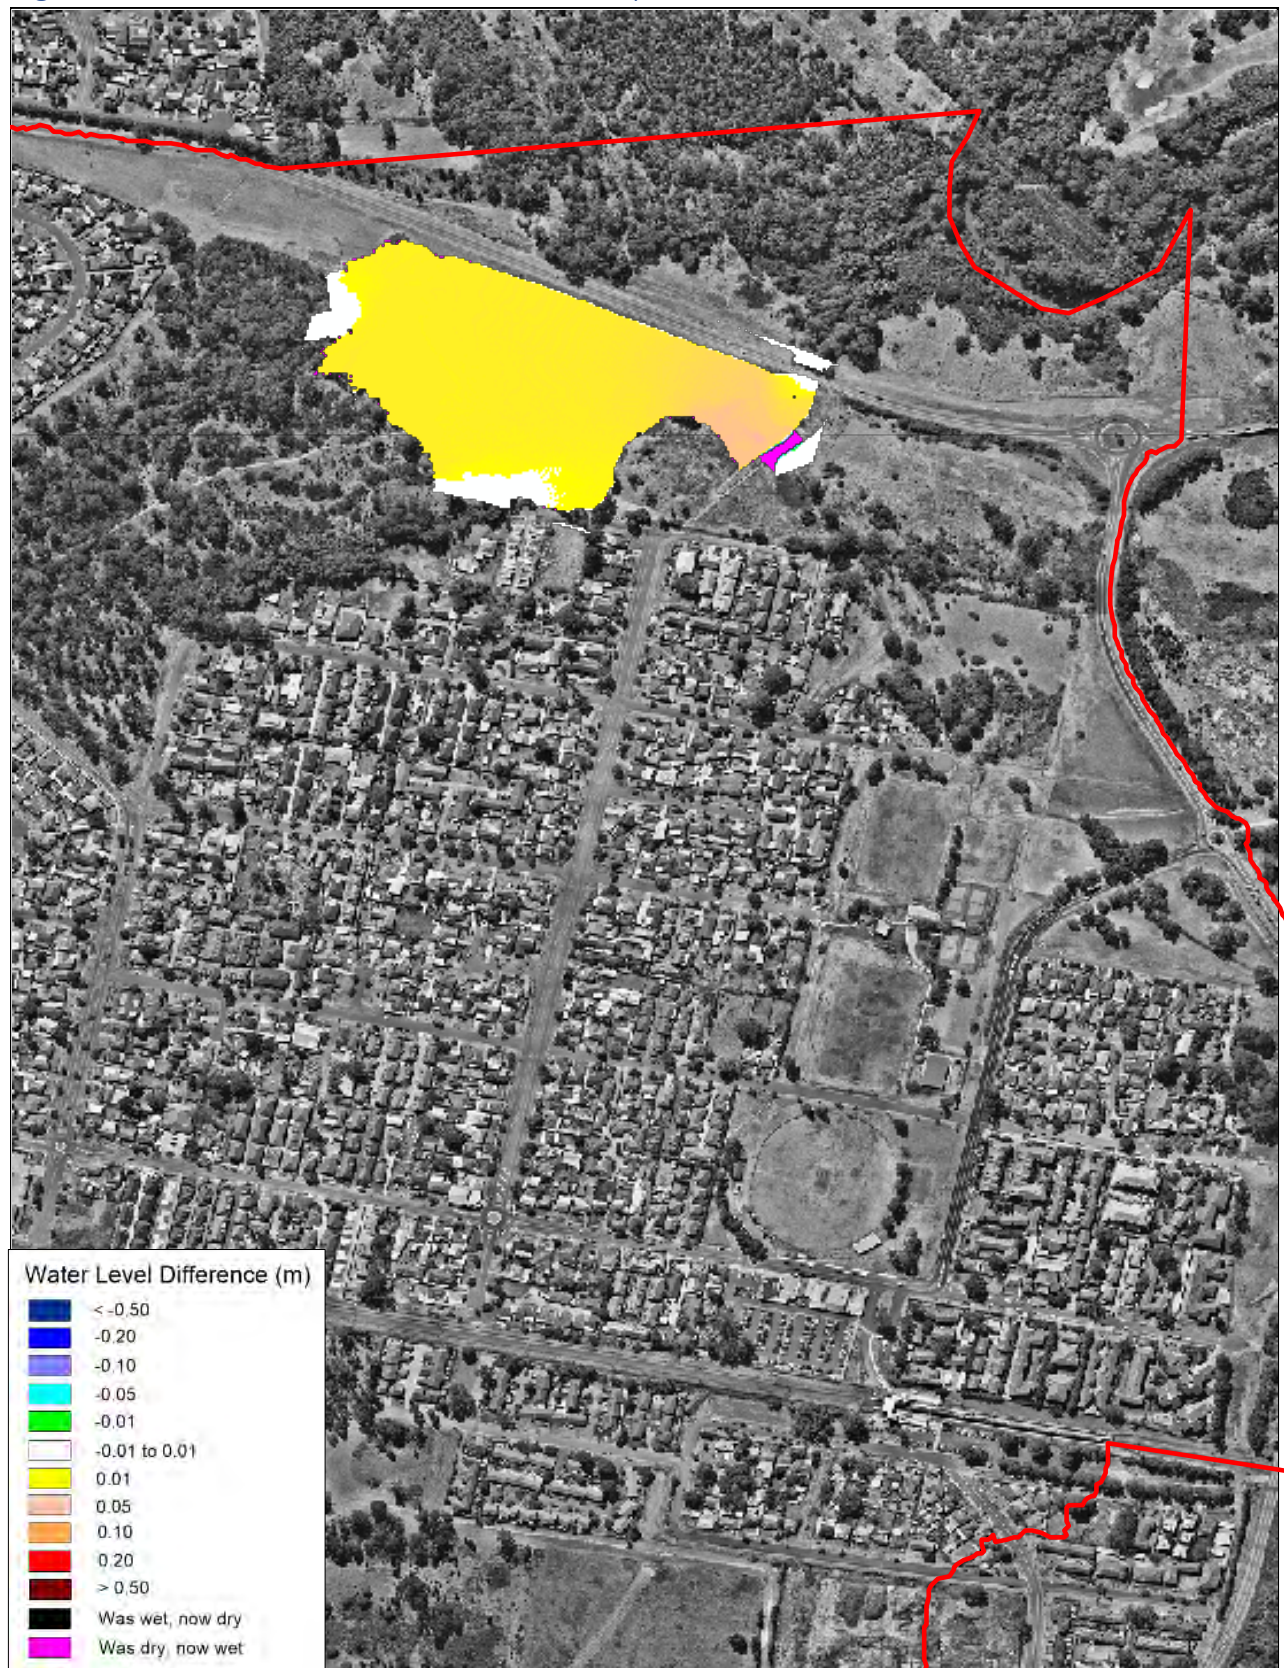 Water Level Difference (m)
< -0.50
-0.20
-0.10
-0.05
-0.01
-0.01 to 0.01
0.01
0.05
0.10
0.20
> 0.50
Was wet, now dry
Was dry, now wet